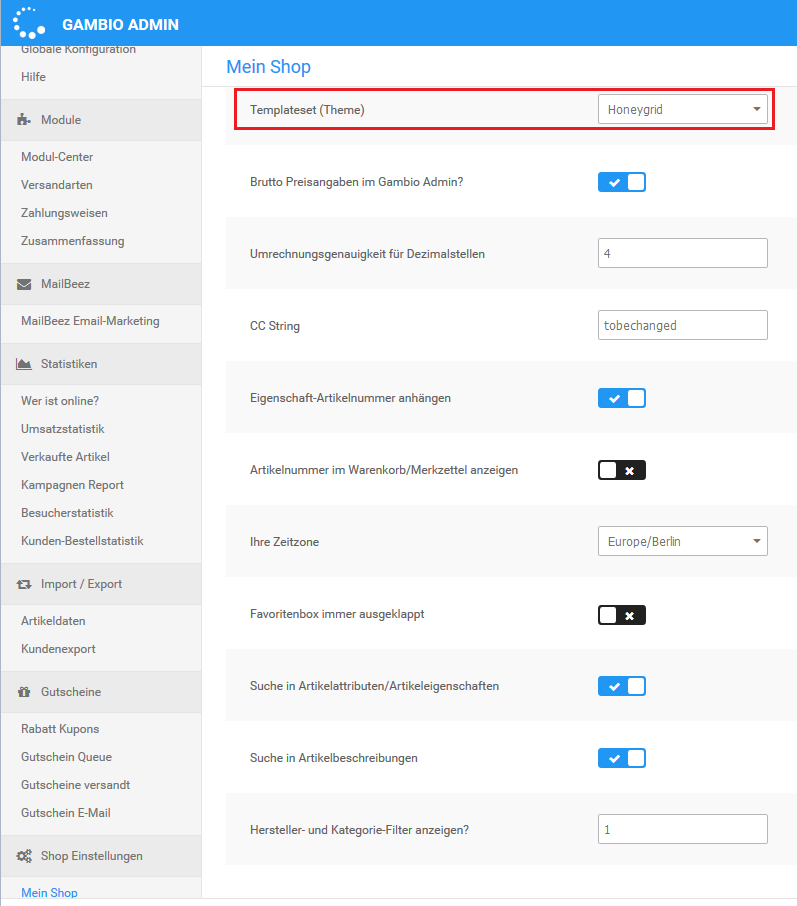 GAMBIO ADMIN
Globale Konfiguration
Hilfe
Module
Modul-Center
Versandarten
Zahlungsweisen
Zusammenfassung
MailBeez
MailBeez Email-Marketing
Statistiken
Wer ist online?
Umsatzstatistik
Verkaufte Artikel
Kampagnen Report
Besucherstatistik
Kunden-Bestellstatistik
Import / Export
Artikeldaten
Kundenexport
Gutscheine
Rabatt Kupons
Gutschein Queue
Gutscheine versandt
Gutschein E-Mail
Shop Einstellungen
Mein Shop
Mein Shop
Templateset (Theme) Honeygrid
Brutto Preisangaben im Gambio Admin?
Umrechnungsgenauigkeit für Dezimalstellen 4
CC String tobechanged
Eigenschaft-Artikelnummer anhängen
Artikelnummer im Warenkorb/Merkzettel anzeigen
Ihre Zeitzone Europe/Berlin
Favoritenbox immer ausgeklappt
Suche in Artikelattributen/Artikeleigenschaften
Suche in Artikelbeschreibungen
Hersteller- und Kategorie-Filter anzeigen? 1